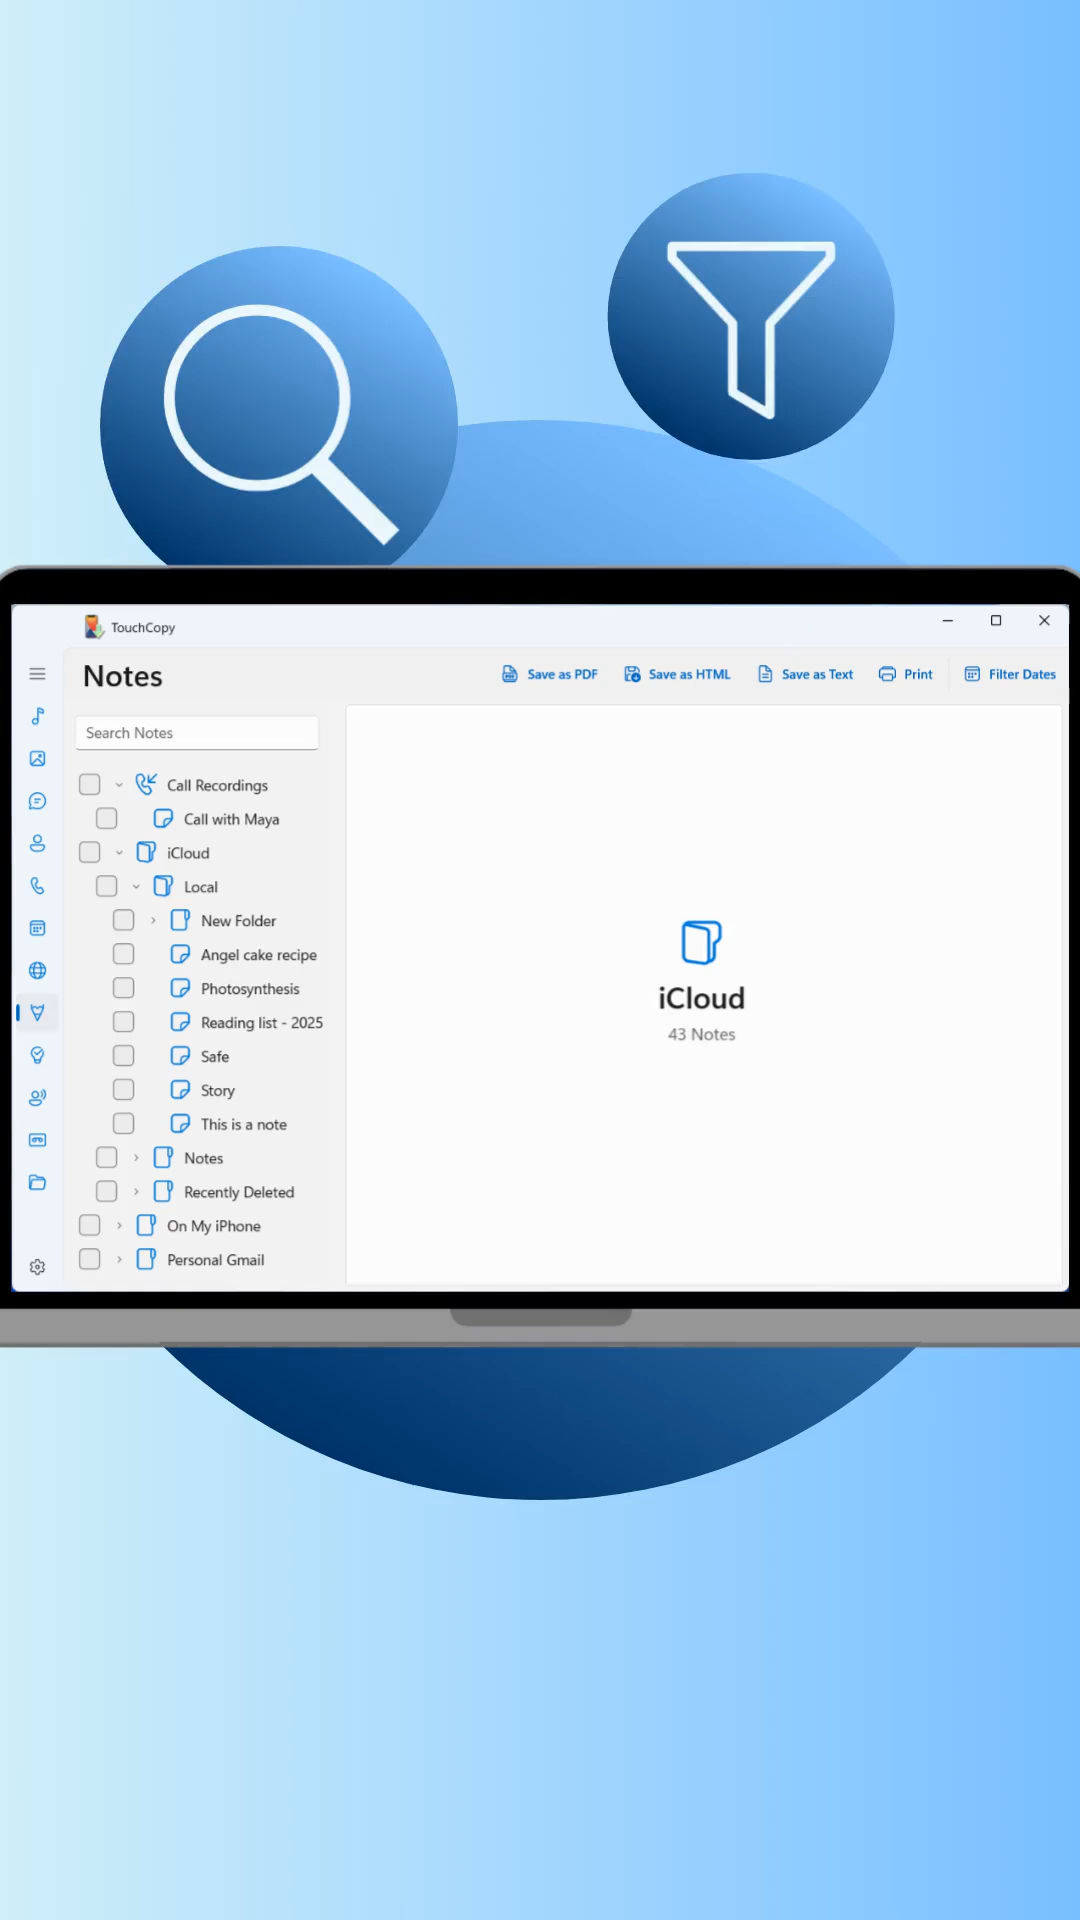 TouchCopy
Notes
Save as PDF
Save as HTML
Save as Text
Print
Filter Dates
Search Notes
Call Recordings
Call with Maya
iCloud
Local
New Folder
Angel cake recipe
Photosynthesis
Reading list - 2025
Safe
Story
This is a note
Notes
Recently Deleted
On My iPhone
Personal Gmail
iCloud
43 Notes